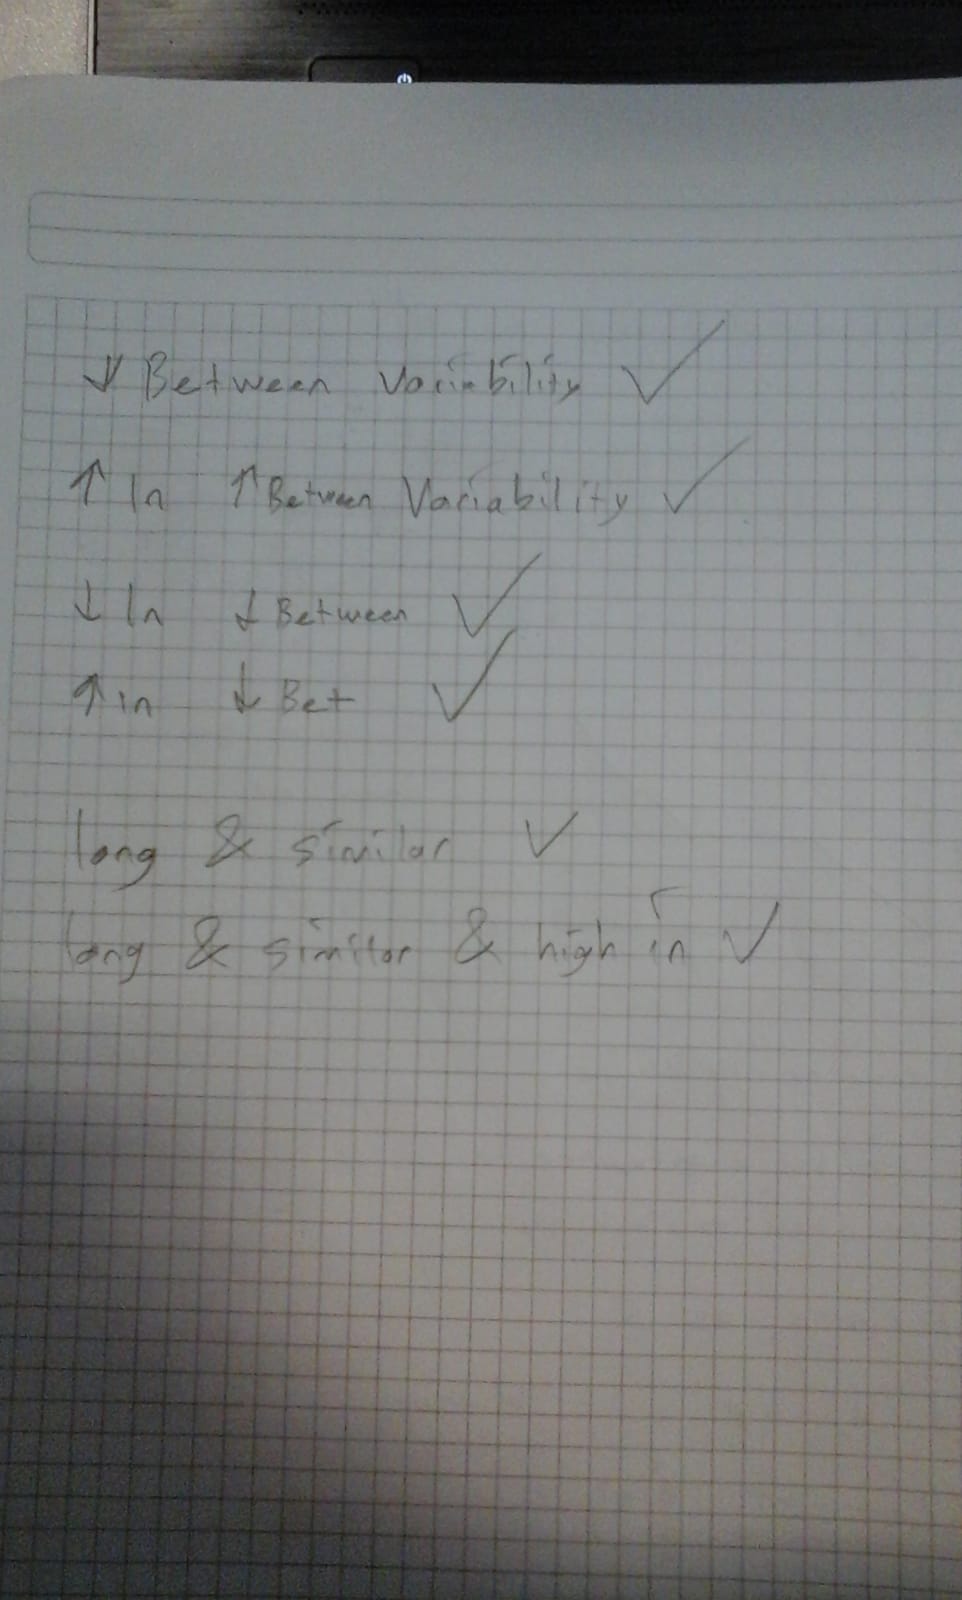 ↓ Between Variability ✓
↑ In ↑ Between Variability ✓
↓ In ↓ Between ✓
↑ in ↓ Bet ✓
long & similar ✓
long & similar & high in ✓